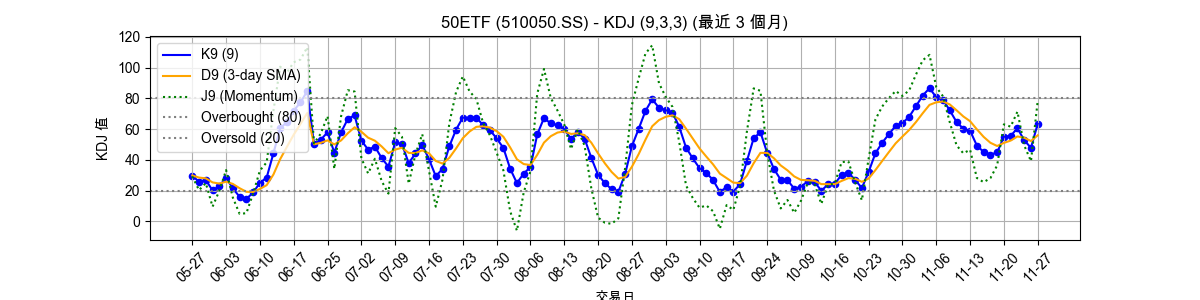 50ETF (510050.SS) - KDJ (9,3,3) (最近 3 個月)
K9 (9)
D9 (3-day SMA)
J9 (Momentum)
Overbought (80)
Oversold (20)
KDJ 值
120
100
80
60
40
20
0
05-27 06-03 06-10 06-17 06-25 07-02 07-09 07-16 07-23 07-30 08-06 08-13 08-20 08-27 09-03 09-10 09-17 09-24 10-09 10-16 10-23 10-30 11-06 11-13 11-20 11-27
交易日